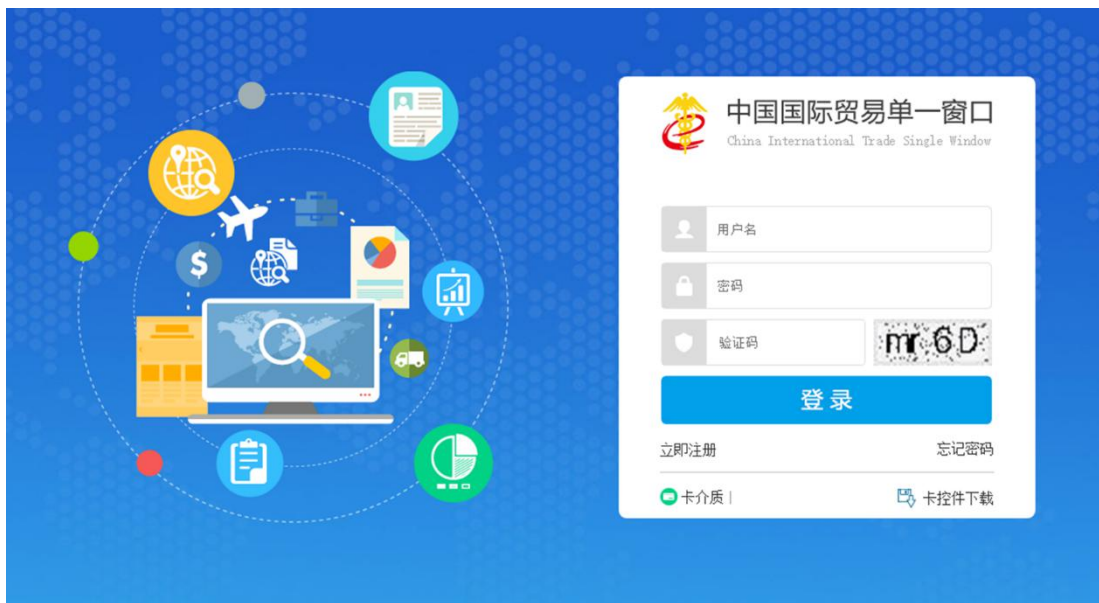 中国国际贸易单一窗口
China International Trade Single Window
用户名
密码
验证码 mr6D
登录
立即注册 忘记密码
卡介质 | 卡控件下载
$